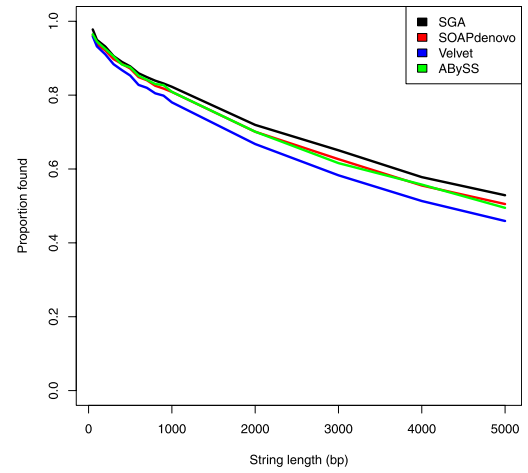 SGA
SOAPdenovo
Velvet
ABySS
Proportion found
1.0
0.8
0.6
0.4
0.2
0.0
0 1000 2000 3000 4000 5000
String length (bp)